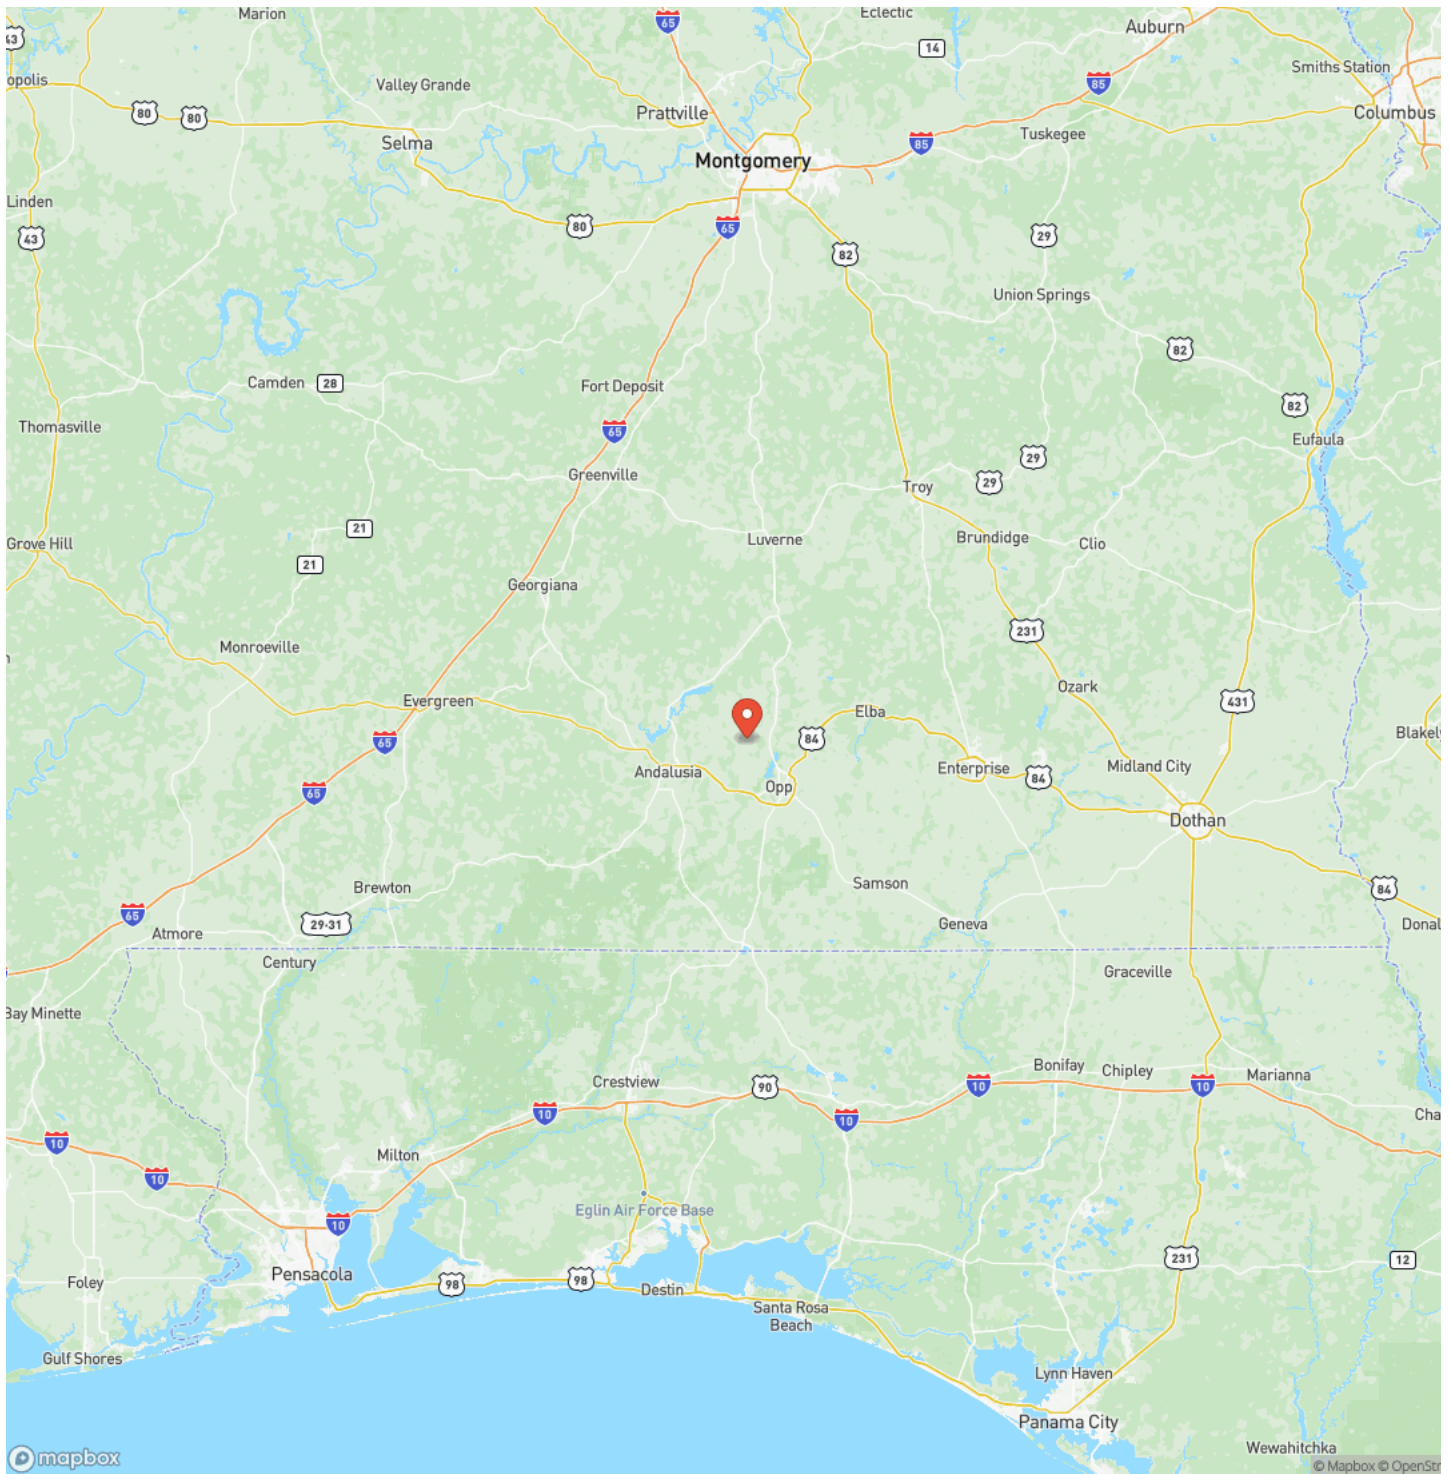 Marion
65
Eclectic
Auburn
43
14
opolis
Valley Grande
Smiths Station
85
80
80
Prattville
Columbus
Selma
85
Tuskegee
Montgomery
Linden
43
80
65
29
82
Union Springs
82
Camden
28
Fort Deposit
82
Thomasville
65
Eufaula
29
Greenville
29
Troy
21
Grove Hill
Luverne
Brundidge
Clio
21
Georgiana
231
Monroeville
Ozark
Evergreen
431
Elba
65
84
Blakely
Andalusia
Enterprise
84
Midland City
65
Opp
Dothan
Brewton
Samson
84
65
29-31
Atmore
Geneva
Donal
Century
Graceville
Bay Minette
Bonifay
Chipley
Marianna
Crestview
90
10
10
10
10
Cha
10
10
Milton
Eglin Air Force Base
10
231
12
Pensacola
Foley
98
98
Destin
Santa Rosa
Beach
Gulf Shores
Lynn Haven
Panama City
Wewahitchka
mapbox
© Mapbox © OpenStr